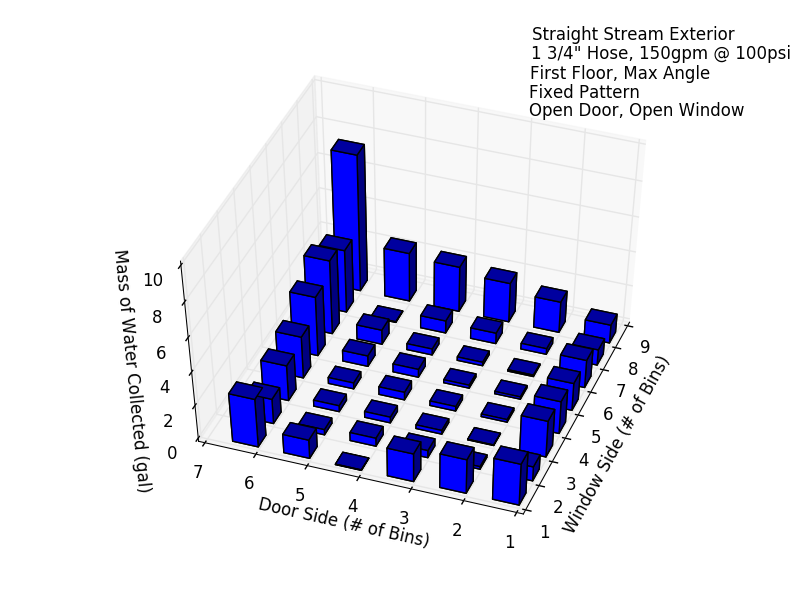 Straight Stream Exterior
1 3/4" Hose, 150gpm @ 100psi
First Floor, Max Angle
Fixed Pattern
Open Door, Open Window
Mass of Water Collected (gal)
10
8
6
4
2
0
Door Side (# of Bins)
7
6
5
4
3
2
1
Window Side (# of Bins)
9
8
7
6
5
4
3
2
1